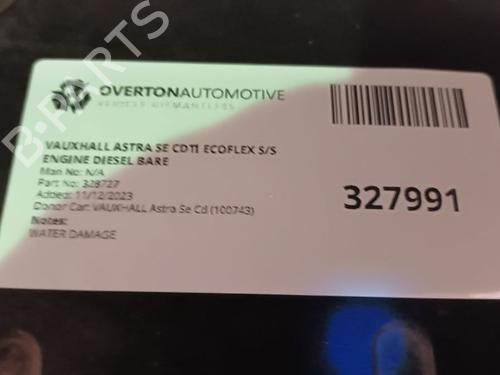 OVERTONAUTOMOTIVE
VEHICLE DISMANTLERS
VAUXHALL ASTRA SE CDTI ECOFLEX S/S
ENGINE DIESEL BARE
Man No: N/A
Part No: 328727
Added: 11/12/2023
Donor Car: VAUXHALL Astra Se Cd (100743)
Notes:
WATER DAMAGE
327991
B-PARTS